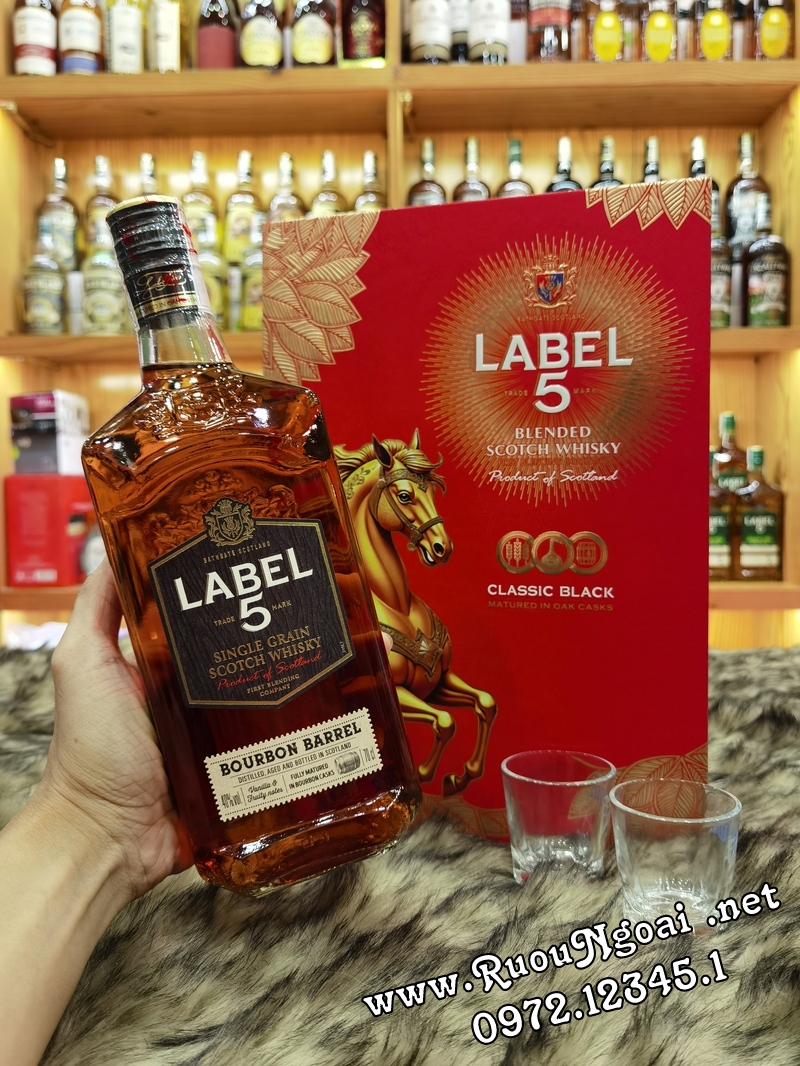 LABEL
5
TRADE MARK
BLENDED
SCOTCH WHISKY
Product of Scotland
CLASSIC BLACK
MATURED IN OAK CASKS
BATHGATE SCOTLAND
LABEL
5
TRADE MARK
SINGLE GRAIN
SCOTCH WHISKY
Product of Scotland
FIRST BLENDING
COMPANY
BOURBON BARREL
DISTILLED, AGED AND BOTTLED IN SCOTLAND
40%vol
Vanilla &
Fruity notes
FULLY MATURED
IN BOURBON CASKS
70 cl
www.RuouNgoai .net
0972.12345.1